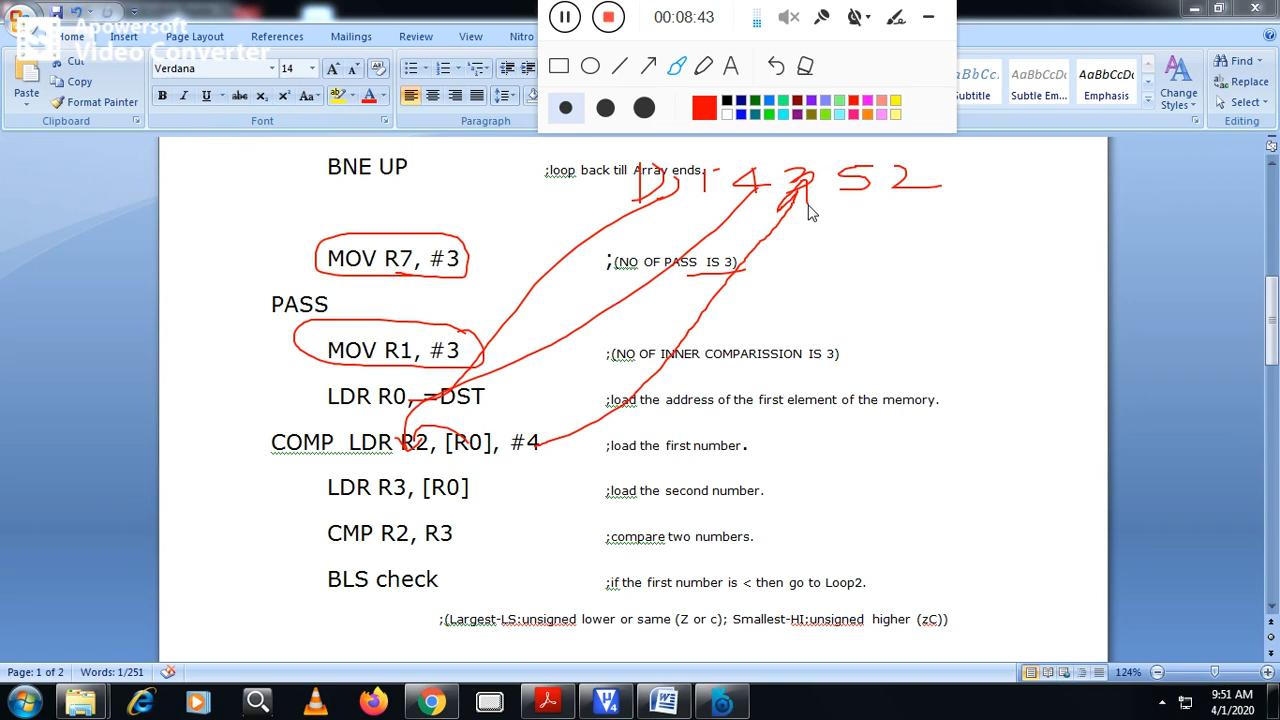 Apowersoft
Video Converter
00:08:43
Home Page Layout References Mailings Review View Nitro
Paste
Cut
Copy
Format Painter
Clipboard
Verdana 14
Font
Paragraph
Subtitle Subtle Em... Emphasis
Change Styles
Find
Replace
Select
Editing
BNE UP ;loop back till Array ends.
DST 4 3 5 2
MOV R7, #3 ;(NO OF PASS IS 3)
PASS
MOV R1, #3 ;(NO OF INNER COMPARISSION IS 3)
LDR R0, =DST ;load the address of the first element of the memory.
COMP LDR R2, [R0], #4 ;load the first number.
LDR R3, [R0] ;load the second number.
CMP R2, R3 ;compare two numbers.
BLS check ;if the first number is < then go to Loop2.
;(Largest-LS:unsigned lower or same (Z or c); Smallest-HI:unsigned higher (zC))
Page: 1 of 2 Words: 1/251 124%
9:51 AM
4/1/2020